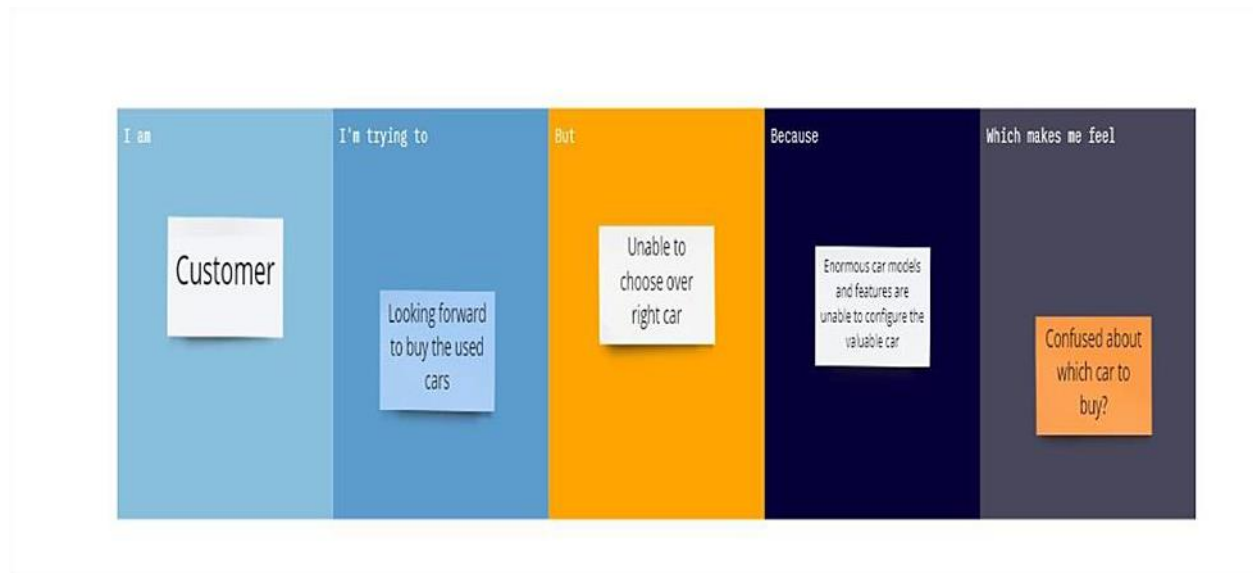 I am
Customer
I'm trying to
Looking forward
to buy the used
cars
But
Unable to
choose over
right car
Because
Enormous car models
and features are
unable to configure the
valuable car
Which makes me feel
Confused about
which car to
buy?